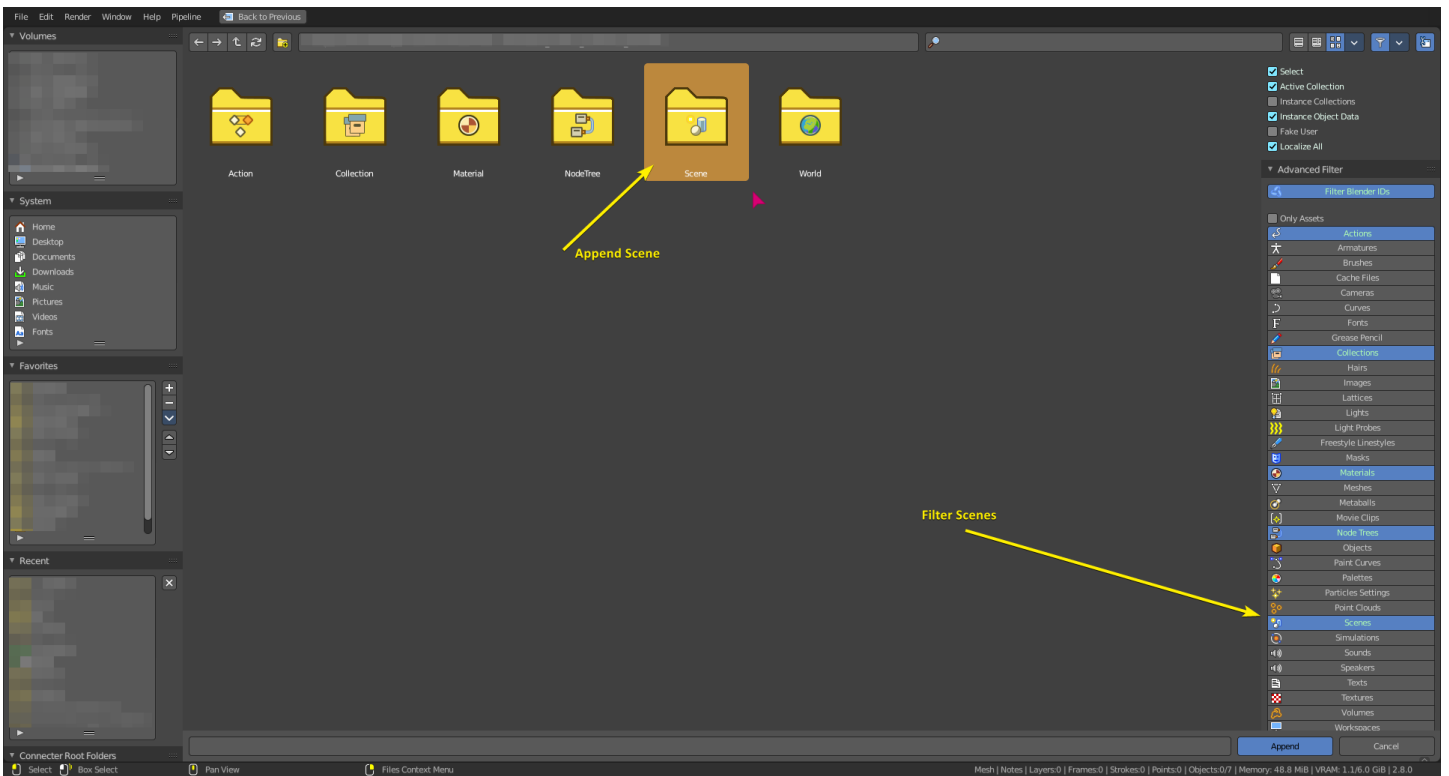 File Edit Render Window Help Pipeline Back to Previous
Volumes
System
Home
Desktop
Documents
Downloads
Music
Pictures
Videos
Fonts
Favorites
Recent
Connecter Root Folders
Action Collection Material NodeTree Scene World
Append Scene
Filter Scenes
Select
Active Collection
Instance Collections
Instance Object Data
Fake User
Localize All
Advanced Filter
Filter Blender IDs
Only Assets
Actions
Armatures
Brushes
Cache Files
Cameras
Curves
Fonts
Grease Pencil
Collections
Hairs
Images
Lattices
Lights
Light Probes
Freestyle Linestyles
Masks
Materials
Meshes
Metaballs
Movie Clips
Node Trees
Objects
Paint Curves
Palettes
Particles Settings
Point Clouds
Scenes
Simulations
Sounds
Speakers
Texts
Textures
Volumes
Workspaces
Append Cancel
Select Box Select Pan View Files Context Menu Mesh | Notes | Layers:0 | Frames:0 | Strokes:0 | Points:0 | Objects:0/7 | Memory: 48.8 MiB | VRAM: 1.1/6.0 GiB | 2.8.0